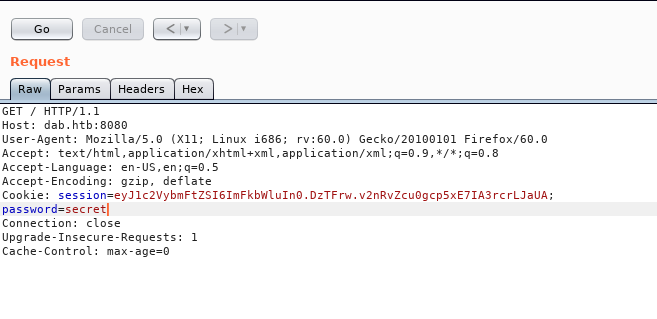 Go Cancel < >
Request
Raw Params Headers Hex
GET / HTTP/1.1
Host: dab.htb:8080
User-Agent: Mozilla/5.0 (X11; Linux i686; rv:60.0) Gecko/20100101 Firefox/60.0
Accept: text/html,application/xhtml+xml,application/xml;q=0.9,*/*;q=0.8
Accept-Language: en-US,en;q=0.5
Accept-Encoding: gzip, deflate
Cookie: session=eyJ1c2VybmFtZSI6ImFkbWluIn0.DzTFrw.v2nRvZcu0gcp5xE7IA3rcrLJaUA;
password=secret
Connection: close
Upgrade-Insecure-Requests: 1
Cache-Control: max-age=0